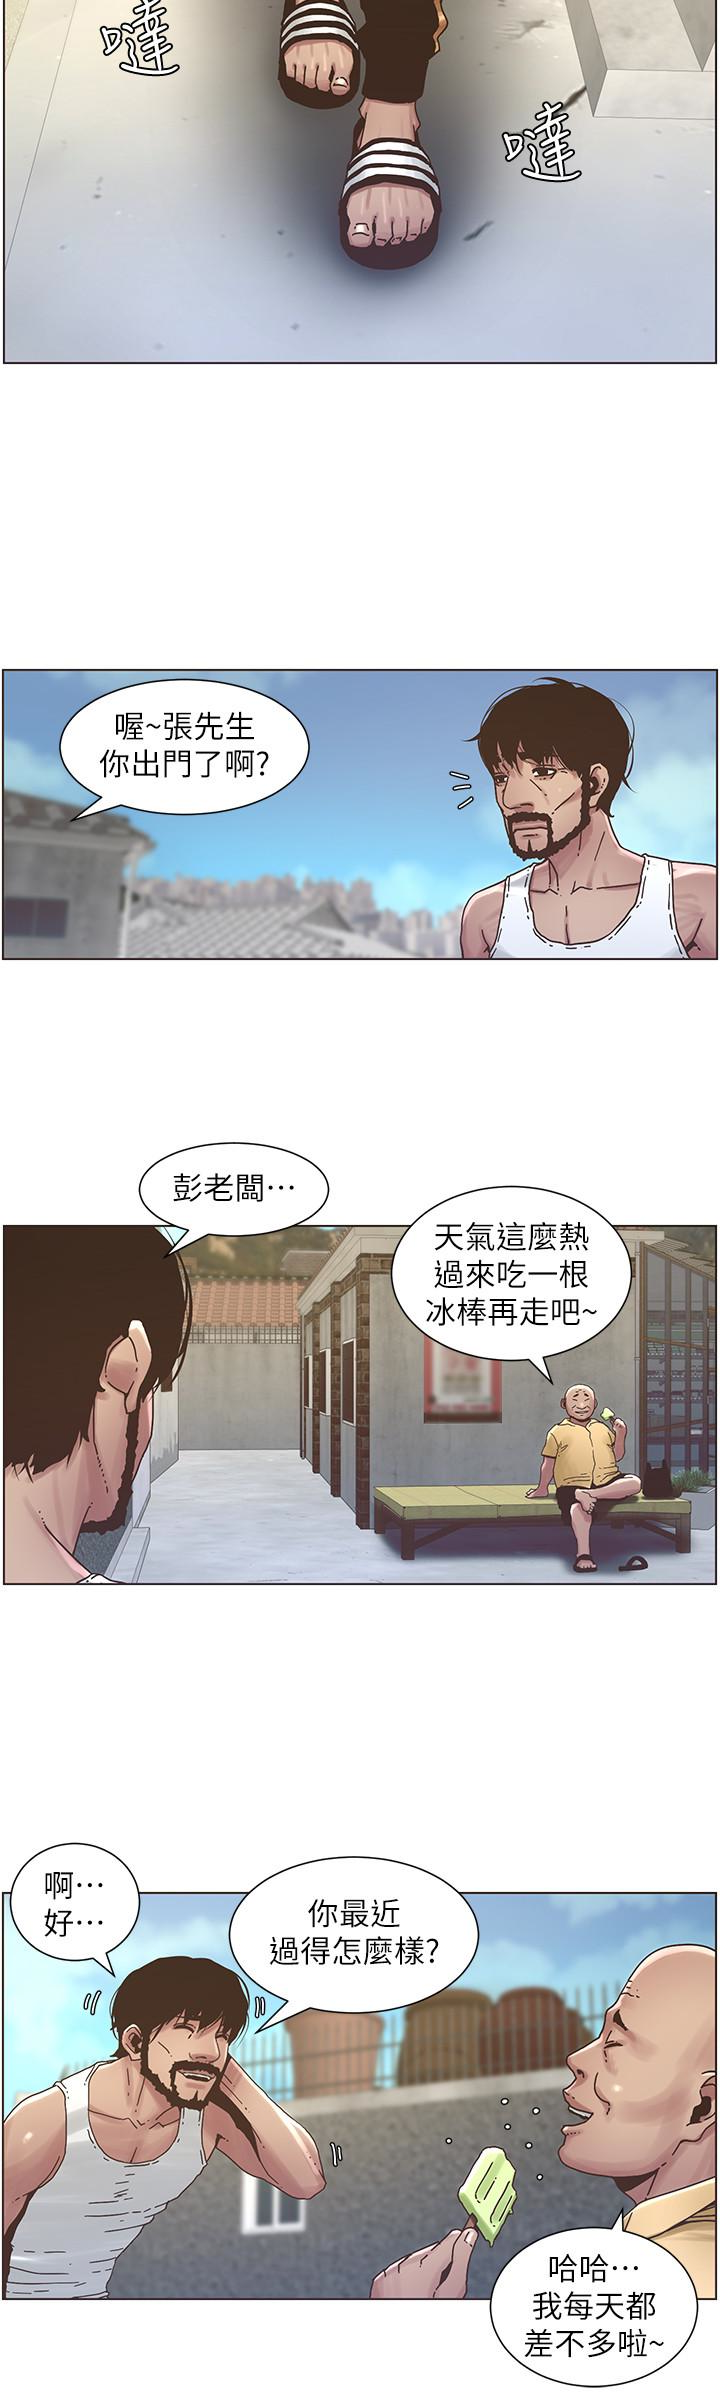 噠
噠
喔~張先生
你出門了啊?
彭老闆⋯
天氣這麼熱
過來吃一根
冰棒再走吧~
啊⋯
好⋯
你最近
過得怎麼樣?
哈哈⋯
我每天都
差不多啦~